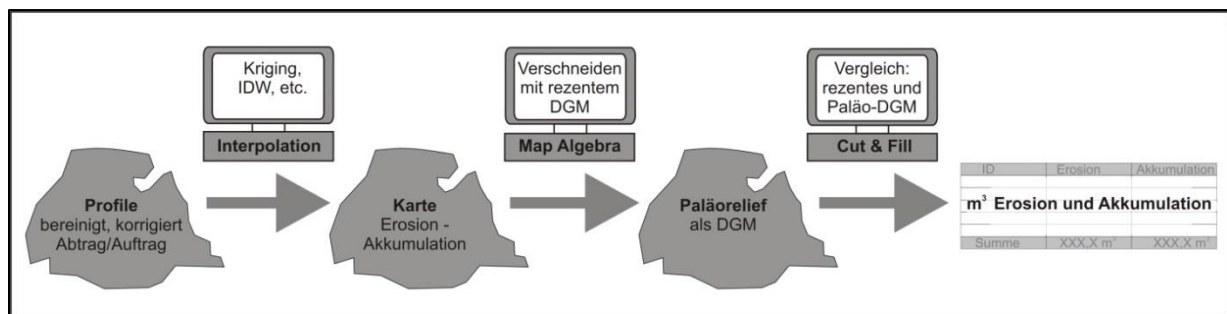 Kriging,
IDW, etc.
Interpolation
Verschneiden
mit rezentem
DGM
Map Algebra
Vergleich:
rezentes und
Paläo-DGM
Cut & Fill
Profile
bereinigt, korrigiert
Abtrag/Auftrag
Karte
Erosion -
Akkumulation
Paläorelief
als DGM
ID Erosion Akkumulation
m³ Erosion und Akkumulation
Summe XXX,X m³ XXX,X m³